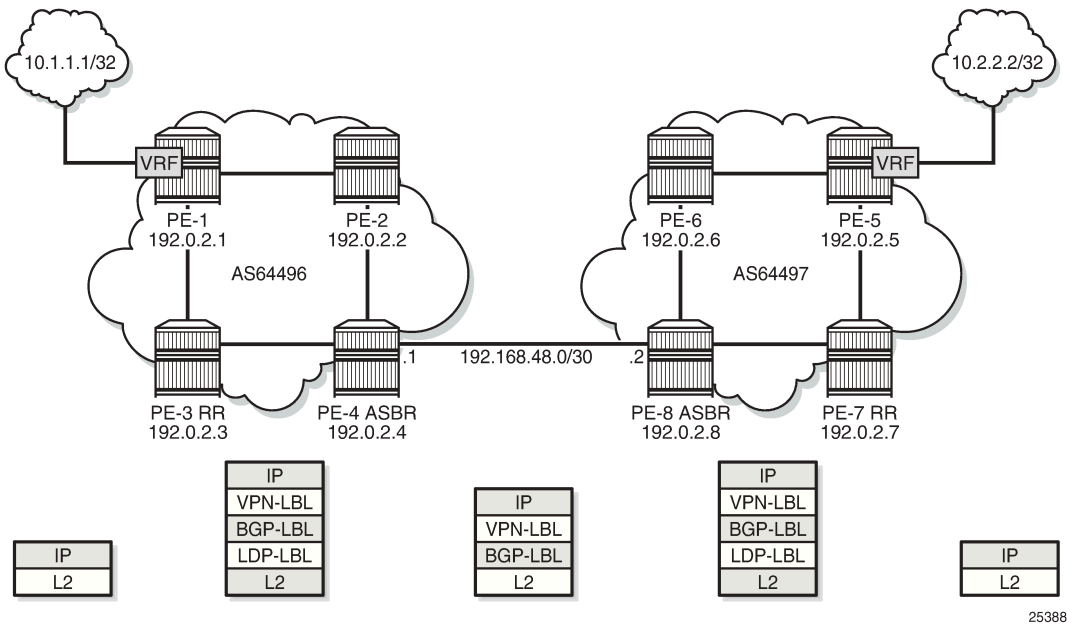 10.1.1.1/32
10.2.2.2/32
VRF
VRF
PE-1
192.0.2.1
PE-2
192.0.2.2
PE-6
192.0.2.6
PE-5
192.0.2.5
AS64496
AS64497
.1
192.168.48.0/30
.2
PE-3 RR
192.0.2.3
PE-4 ASBR
192.0.2.4
PE-8 ASBR
192.0.2.8
PE-7 RR
192.0.2.7
IP
L2
IP
VPN-LBL
BGP-LBL
LDP-LBL
L2
IP
VPN-LBL
BGP-LBL
L2
IP
VPN-LBL
BGP-LBL
LDP-LBL
L2
IP
L2
25388